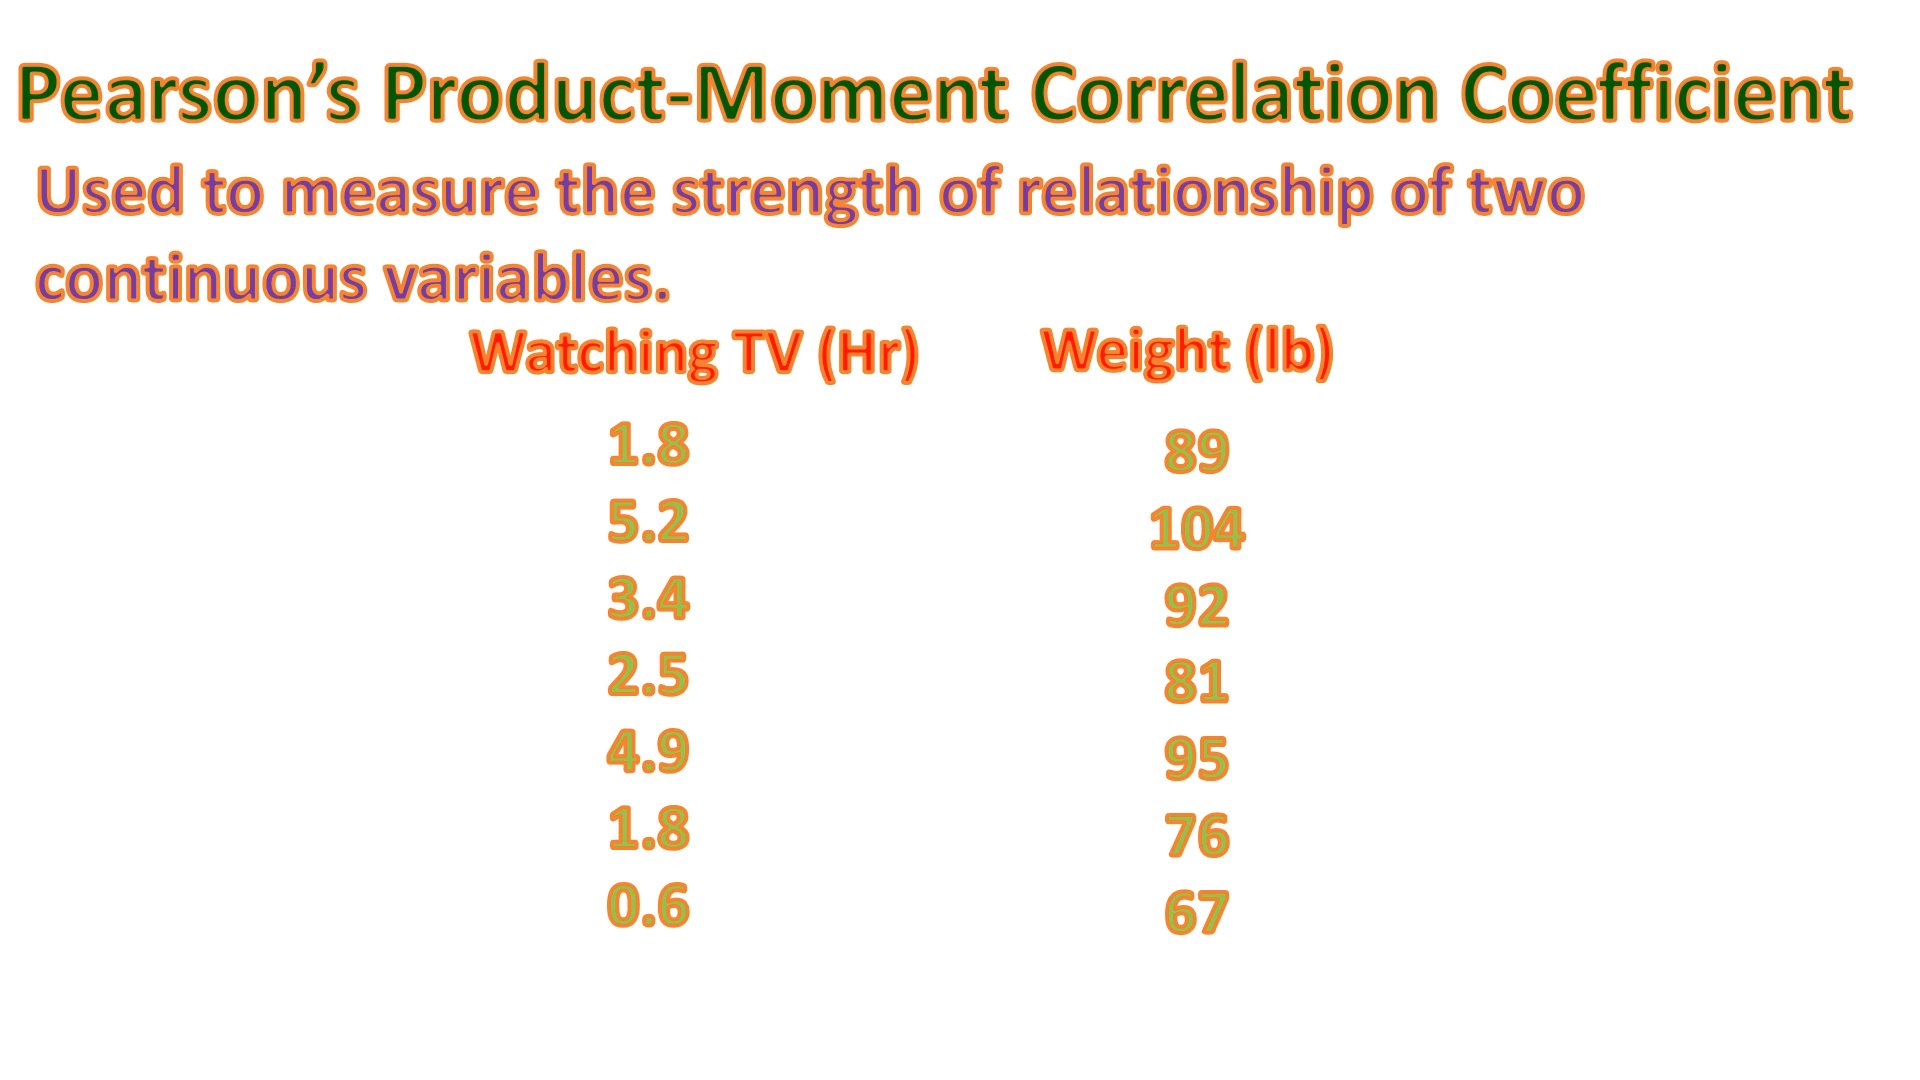 Pearson’s Product-Moment Correlation Coefficient
Used to measure the strength of relationship of two
continuous variables.
Watching TV (Hr) Weight (lb)
1.8 89
5.2 104
3.4 92
2.5 81
4.9 95
1.8 76
0.6 67